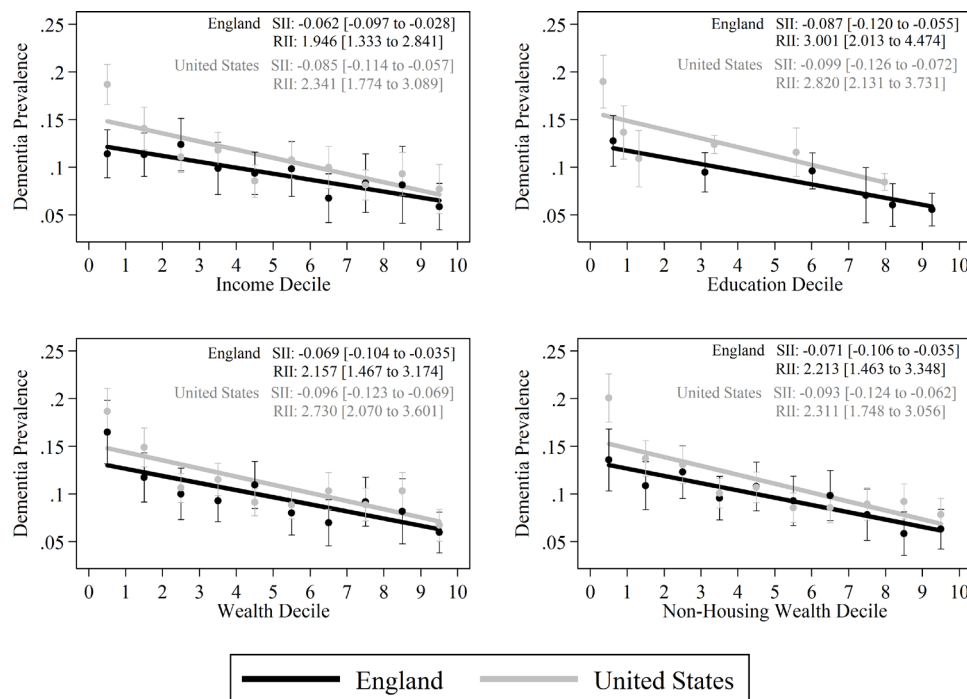 England SII: -0.062 [-0.097 to -0.028]
RII: 1.946 [1.333 to 2.841]
United States SII: -0.085 [-0.114 to -0.057]
RII: 2.341 [1.774 to 3.089]
Dementia Prevalence
.2
.15
.1
.05
0 1 2 3 4 5 6 7 8 9 10
Income Decile
England SII: -0.087 [-0.120 to -0.055]
RII: 3.001 [2.013 to 4.474]
United States SII: -0.099 [-0.126 to -0.072]
RII: 2.820 [2.131 to 3.731]
Dementia Prevalence
.2
.15
.1
.05
0 1 2 3 4 5 6 7 8 9 10
Education Decile
England SII: -0.069 [-0.104 to -0.035]
RII: 2.157 [1.467 to 3.174]
United States SII: -0.096 [-0.123 to -0.069]
RII: 2.730 [2.070 to 3.601]
Dementia Prevalence
.2
.15
.1
.05
0 1 2 3 4 5 6 7 8 9 10
Wealth Decile
England SII: -0.071 [-0.106 to -0.035]
RII: 2.213 [1.463 to 3.348]
United States SII: -0.093 [-0.124 to -0.062]
RII: 2.311 [1.748 to 3.056]
Dementia Prevalence
.2
.15
.1
.05
0 1 2 3 4 5 6 7 8 9 10
Non-Housing Wealth Decile
England United States